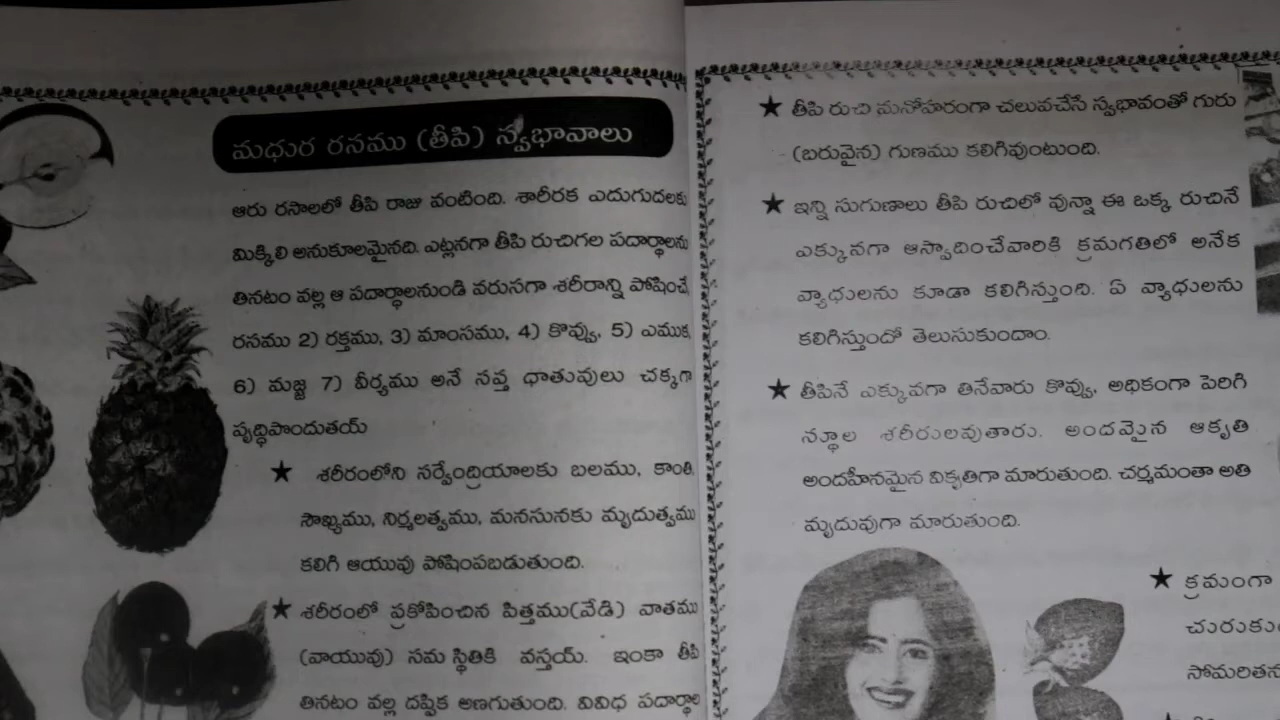 మధుర రసము (తీపి) స్వభావాలు
ఆరు రసాలలో తీపి రాజు వంటింది. శారీరక ఎదుగుదలకు
మిక్కిలి అనుకూలమైనది. ఎట్లనగా తీపి రుచిగల పదార్థాలను
తినటం వల్ల ఆ పదార్థాలనుండి వరుసగా శరీరాన్ని పోషించే
రసము 2) రక్తము, 3) మాంసము, 4) కొవ్వు, 5) ఎముక
6) మజ్జ 7) వీర్యము అనే సప్త ధాతువులు చక్కగా
వృద్ధిపొందుతయ్
★ శరీరంలోని సర్వేంద్రియాలకు బలము, కాంతి,
సౌఖ్యము, నిర్మలత్వము, మనసునకు మృదుత్వము
కలిగి ఆయువు పోషింపబడుతుంది.
★ శరీరంలో ప్రకోపించిన పిత్తము(వేడి) వాతము
(వాయువు) సమ స్థితికి వస్తయ్. ఇంకా తీపి
తినటం వల్ల దప్పిక అణగుతుంది. వివిధ పదార్థాల
★ తీపి రుచి మనోహరంగా చలువచేసే స్వభావంతో గురు
(బరువైన) గుణము కలిగివుంటుంది.
★ ఇన్ని సుగుణాలు తీపి రుచిలో వున్నా ఈ ఒక్క రుచినే
ఎక్కువగా ఆస్వాదించేవారికి క్రమగతిలో అనేక
వ్యాధులను కూడా కలిగిస్తుంది. ఏ వ్యాధులను
కలిగిస్తుందో తెలుసుకుందాం.
★ తీపినే ఎక్కువగా తినేవారు కొవ్వు, అధికంగా పెరిగి
స్థూల శరీరులవుతారు. అందమైన ఆకృతి
అందహీనమైన వికృతిగా మారుతుంది. చర్మమంతా అతి
మృదువుగా మారుతుంది.
★ క్రమంగా
చురుకు
సోమరితన